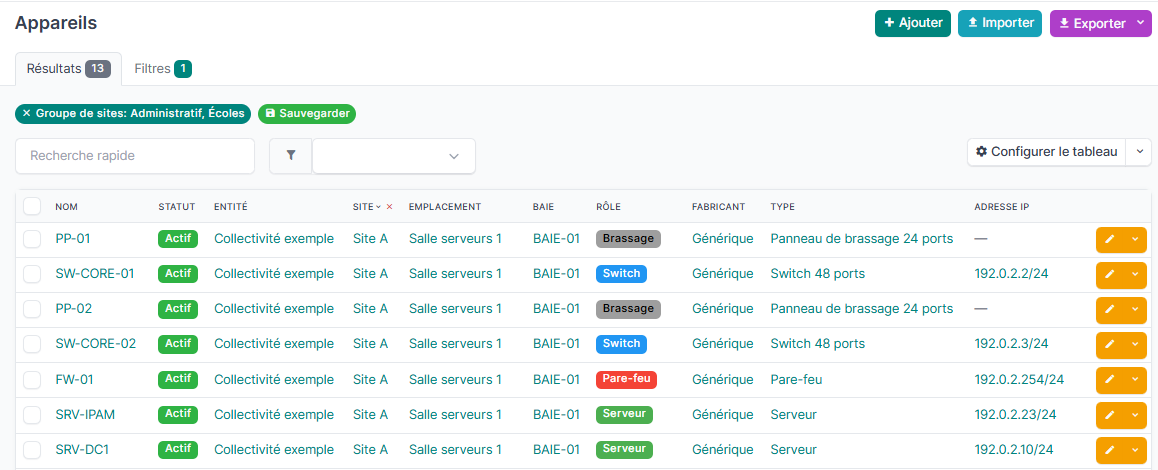 Appareils
Ajouter
Importer
Exporter
Résultats 13
Filtres 1
Groupe de sites: Administratif, Écoles
Sauvegarder
Recherche rapide
Configurer le tableau
NOM STATUT ENTITÉ SITE EMPLACEMENT BAIE RÔLE FABRICANT TYPE ADRESSE IP
PP-01 Actif Collectivité exemple Site A Salle serveurs 1 BAIE-01 Brassage Générique Panneau de brassage 24 ports —
SW-CORE-01 Actif Collectivité exemple Site A Salle serveurs 1 BAIE-01 Switch Générique Switch 48 ports 192.0.2.2/24
PP-02 Actif Collectivité exemple Site A Salle serveurs 1 BAIE-01 Brassage Générique Panneau de brassage 24 ports —
SW-CORE-02 Actif Collectivité exemple Site A Salle serveurs 1 BAIE-01 Switch Générique Switch 48 ports 192.0.2.3/24
FW-01 Actif Collectivité exemple Site A Salle serveurs 1 BAIE-01 Pare-feu Générique Pare-feu 192.0.2.254/24
SRV-IPAM Actif Collectivité exemple Site A Salle serveurs 1 BAIE-01 Serveur Générique Serveur 192.0.2.23/24
SRV-DC1 Actif Collectivité exemple Site A Salle serveurs 1 BAIE-01 Serveur Générique Serveur 192.0.2.10/24